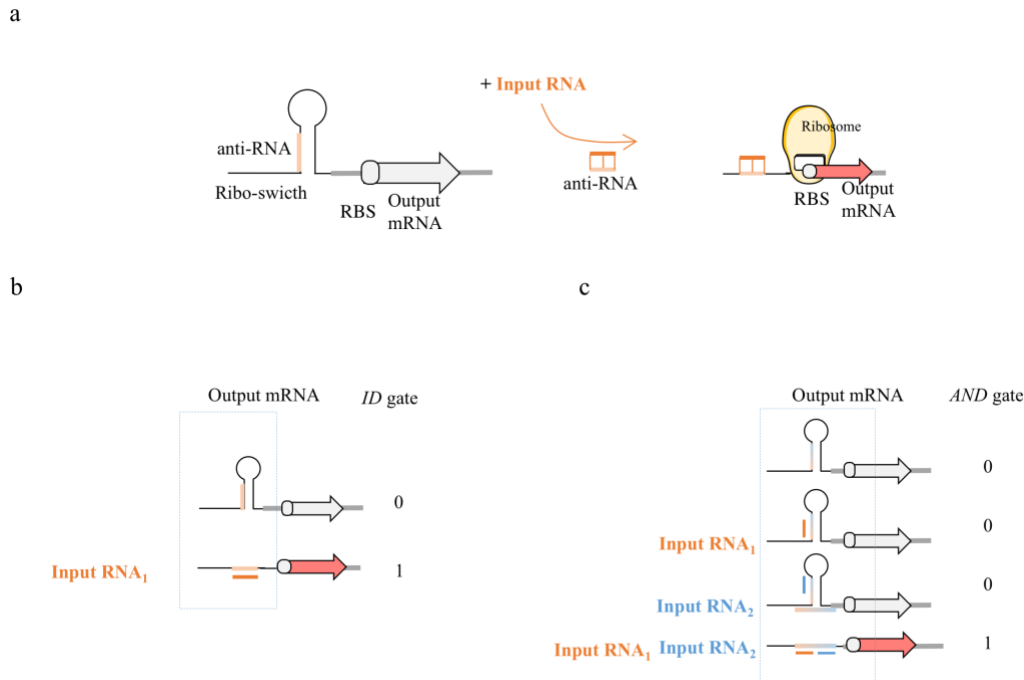 a
+ Input RNA
anti-RNA
Ribo-swicth
RBS
Output
mRNA
anti-RNA
Ribosome
RBS
Output
mRNA
b
Output mRNA
ID gate
0
Input RNA1
1
c
Output mRNA
AND gate
0
Input RNA1
0
Input RNA2
0
Input RNA1 Input RNA2
1